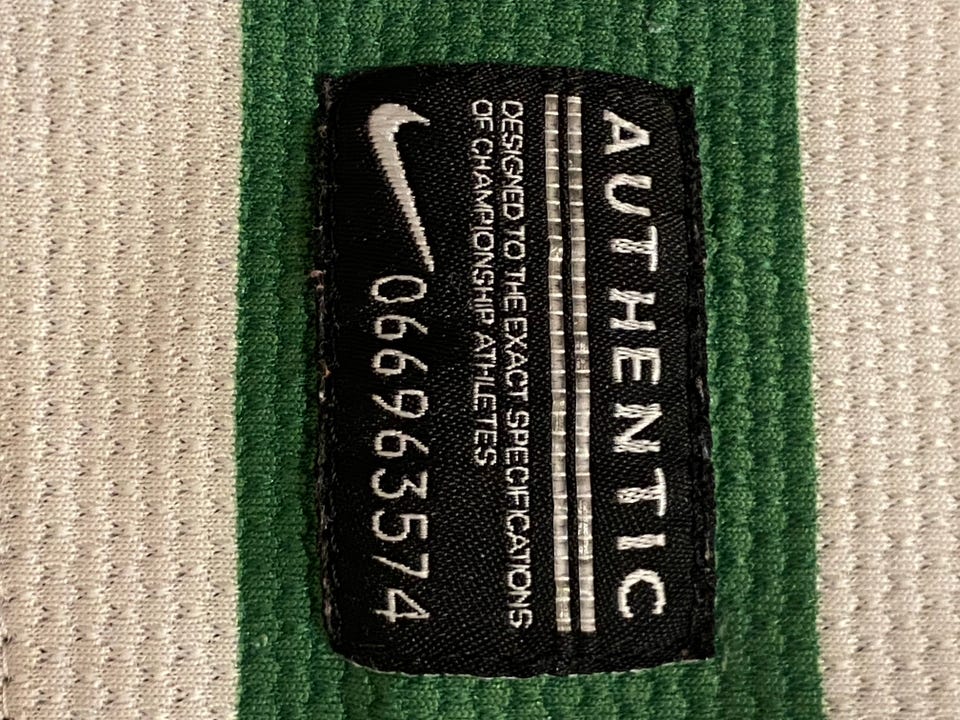 AUTHENTIC
DESIGNED TO THE EXACT SPECIFICATIONS
OF CHAMPIONSHIP ATHLETES
066963574